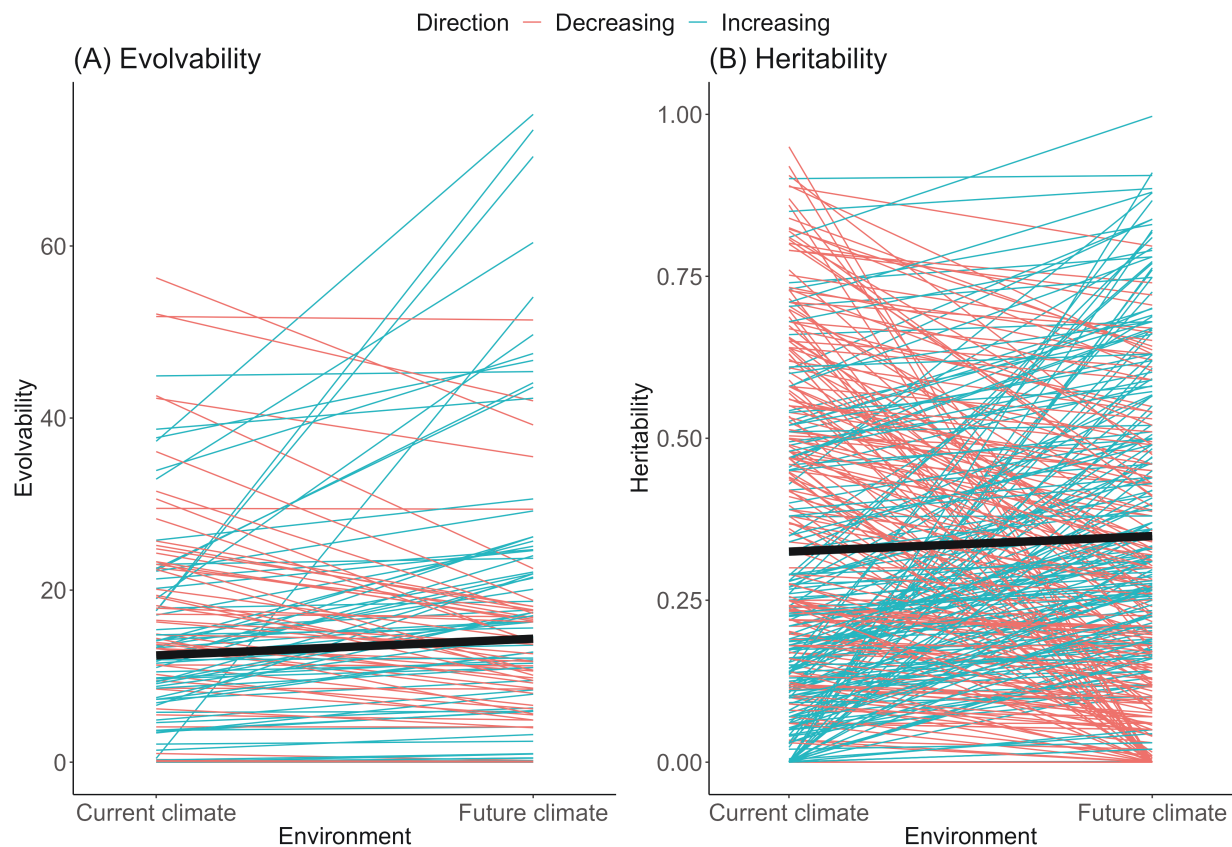 Direction Decreasing Increasing
(A) Evolvability
60
40
20
0
Evolvability
Current climate Future climate
Environment
(B) Heritability
1.00
0.75
0.50
0.25
0.00
Heritability
Current climate Future climate
Environment